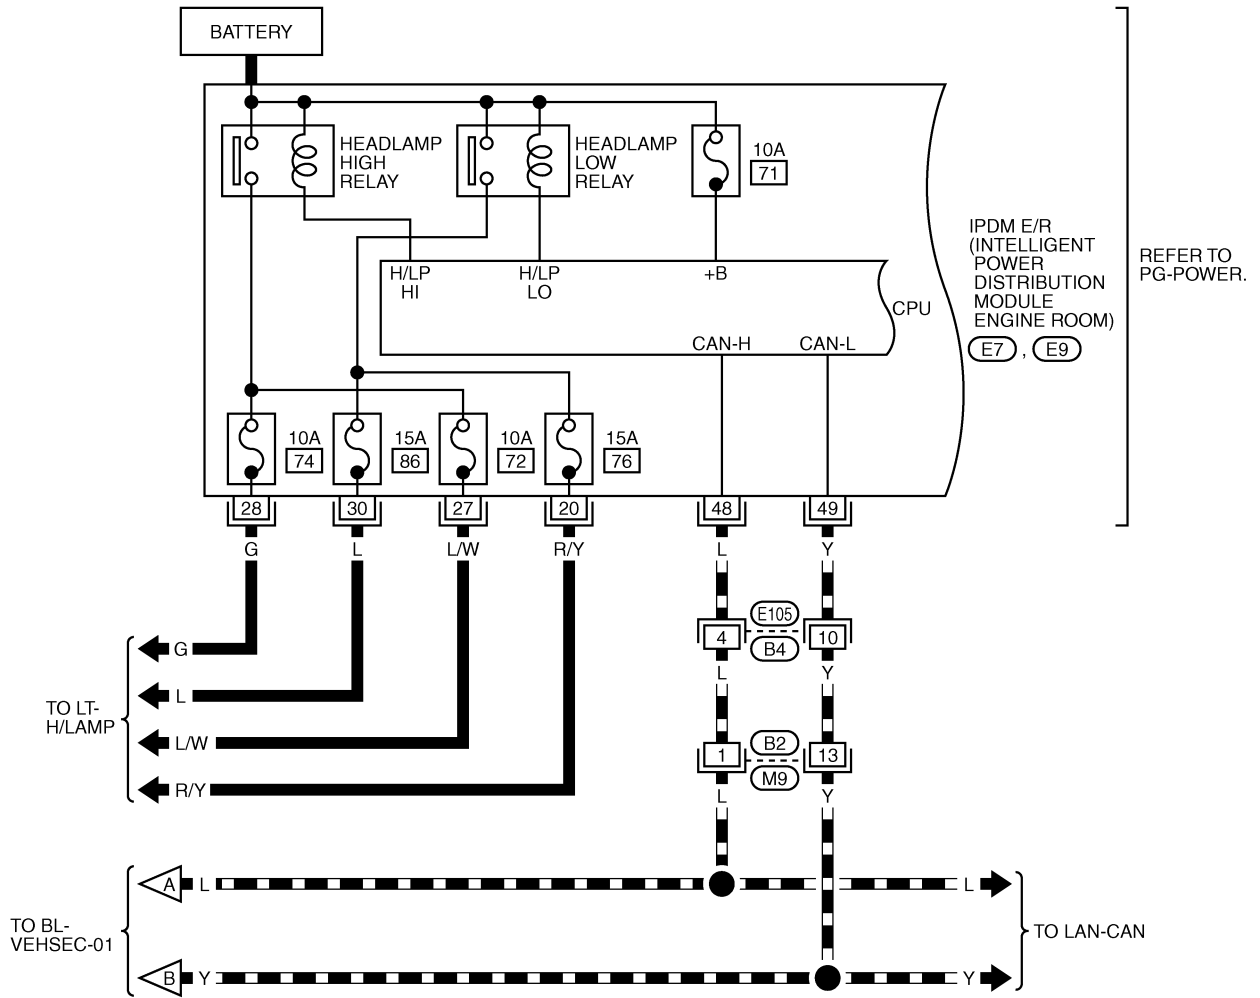 BATTERY
HEADLAMP
HIGH
RELAY
HEADLAMP
LOW
RELAY
10A
71
IPDM E/R
(INTELLIGENT
POWER
DISTRIBUTION
MODULE
ENGINE ROOM)
E7 , E9
REFER TO
PG-POWER.
H/LP
HI
H/LP
LO
+B
CPU
CAN-H
CAN-L
10A
74
15A
86
10A
72
15A
76
28
30
27
20
48
49
G
L
L/W
R/Y
L
Y
E105
4
10
B4
L
Y
G
L
L/W
R/Y
TO LT-
H/LAMP
B2
1
13
M9
L
Y
A
L
L
B
Y
Y
TO BL-
VEHSEC-01
TO LAN-CAN